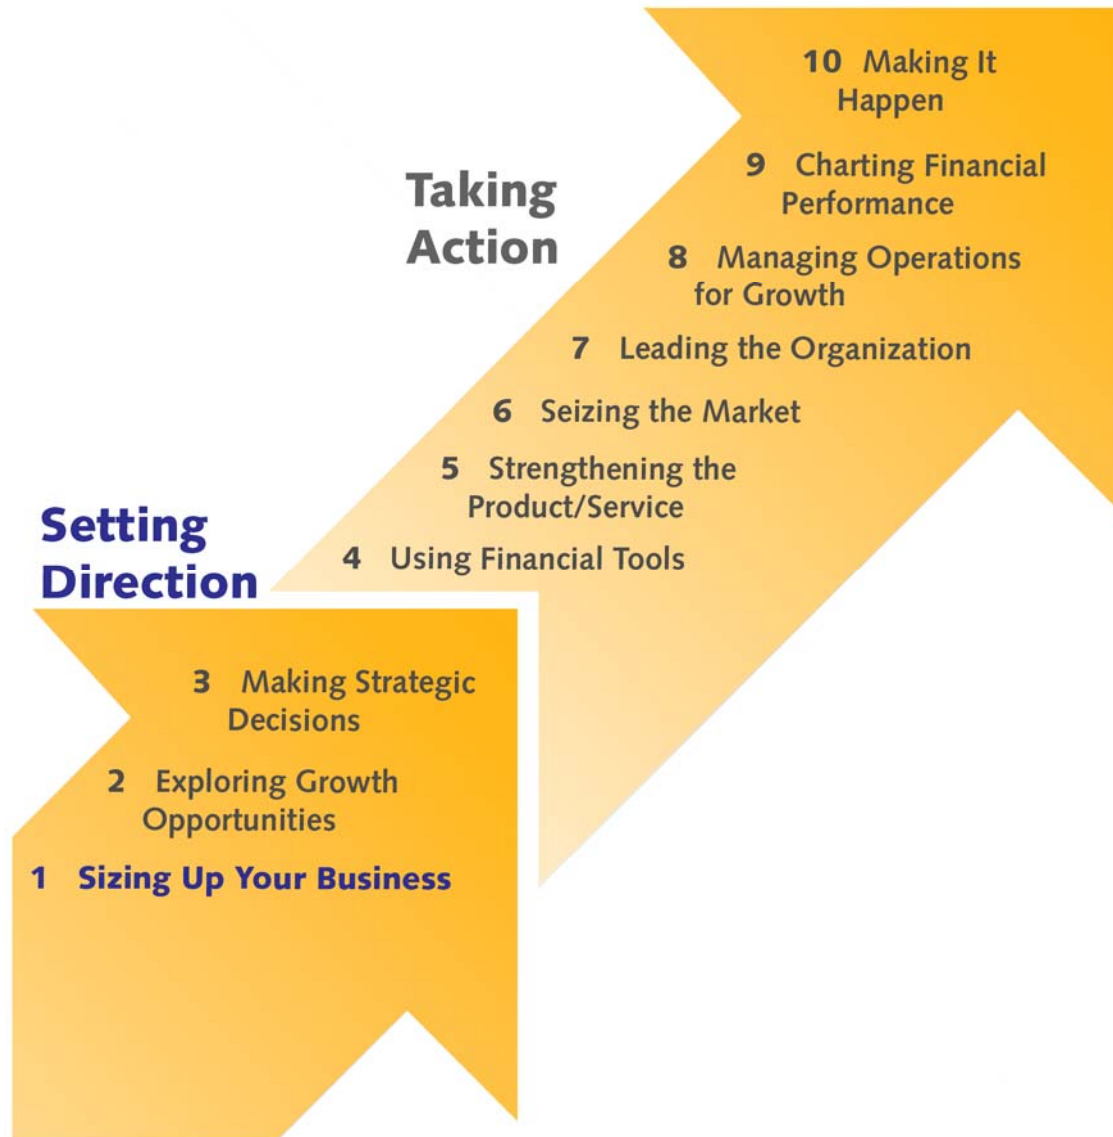 10 Making It
Happen
9 Charting Financial
Performance
Taking
Action
8 Managing Operations
for Growth
7 Leading the Organization
6 Seizing the Market
5 Strengthening the
Product/Service
4 Using Financial Tools
Setting
Direction
3 Making Strategic
Decisions
2 Exploring Growth
Opportunities
1 Sizing Up Your Business